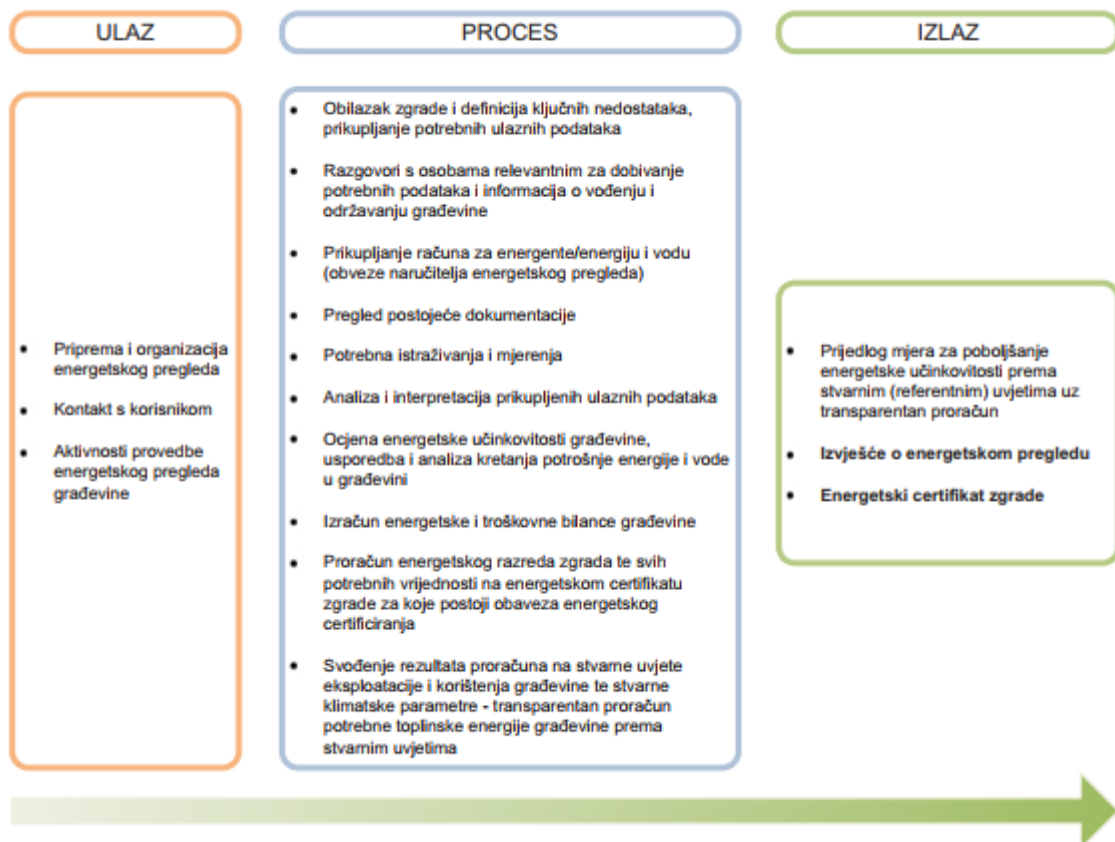 ULAZ
PROCES
IZLAZ
• Priprema i organizacija
energetskog pregleda
• Kontakt s korisnikom
• Aktivnosti provedbe
energetskog pregleda
građevine
• Obilazak zgrade i definicija ključnih nedostataka,
prikupljanje potrebnih ulaznih podataka
• Razgovori s osobama relevantnim za dobivanje
potrebnih podataka i informacija o vođenju i
održavanju građevine
• Prikupljanje računa za energente/energiju i vodu
(obveze naručitelja energetskog pregleda)
• Pregled postojeće dokumentacije
• Potrebna istraživanja i mjerenja
• Analiza i interpretacija prikupljenih ulaznih podataka
• Ocjena energetske učinkovitosti građevine,
usporedba i analiza kretanja potrošnje energije i vode
u građevini
• Izračun energetske i troškovne bilance građevine
• Proračun energetskog razreda zgrada te svih
potrebnih vrijednosti na energetskom certifikatu
zgrade za koje postoji obaveza energetskog
certificiranja
• Svođenje rezultata proračuna na stvarne uvjete
eksploatacije i korištenja građevine te stvarne
klimatske parametre - transparentan proračun
potrebne toplinske energije građevine prema
stvarnim uvjetima
• Prijedlog mjera za poboljšanje
energetske učinkovitosti prema
stvarnim (referentnim) uvjetima uz
transparentan proračun
• Izvješće o energetskom pregledu
• Energetski certifikat zgrade